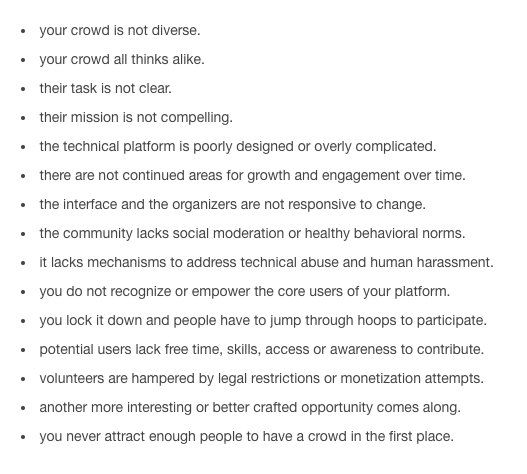 • your crowd is not diverse.
• your crowd all thinks alike.
• their task is not clear.
• their mission is not compelling.
• the technical platform is poorly designed or overly complicated.
• there are not continued areas for growth and engagement over time.
• the interface and the organizers are not responsive to change.
• the community lacks social moderation or healthy behavioral norms.
• it lacks mechanisms to address technical abuse and human harassment.
• you do not recognize or empower the core users of your platform.
• you lock it down and people have to jump through hoops to participate.
• potential users lack free time, skills, access or awareness to contribute.
• volunteers are hampered by legal restrictions or monetization attempts.
• another more interesting or better crafted opportunity comes along.
• you never attract enough people to have a crowd in the first place.